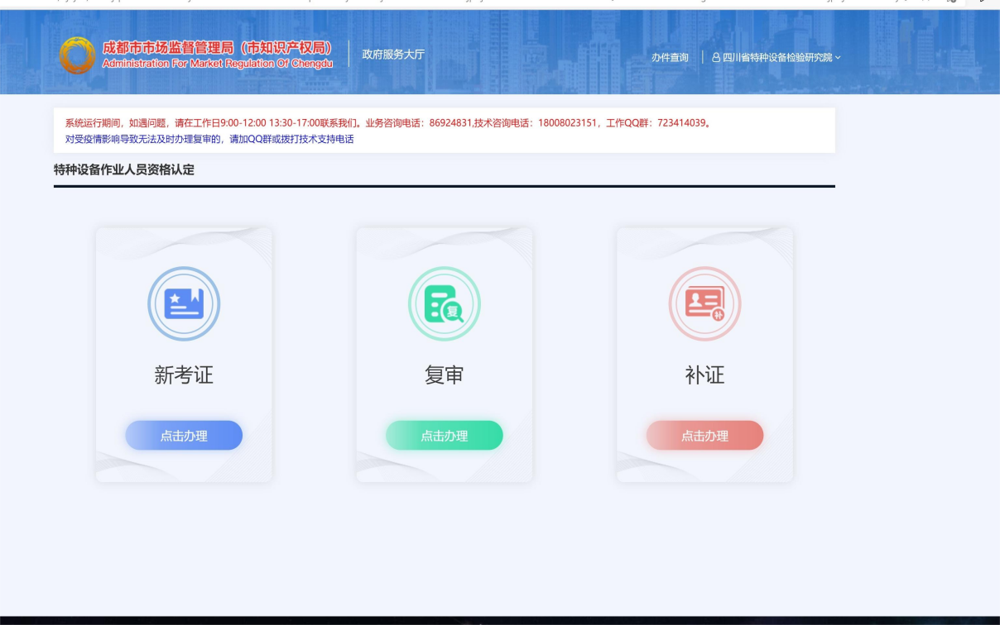 成都市市场监督管理局（市知识产权局）
Administration For Market Regulation Of Chengdu
政府服务大厅
办件查询
四川省特种设备检验研究院
系统运行期间，如遇问题，请在工作日9:00-12:00 13:30-17:00联系我们。业务咨询电话：86924831,技术咨询电话：18008023151，工作QQ群：723414039。
对受疫情影响导致无法及时办理复审的，请加QQ群或拨打技术支持电话
特种设备作业人员资格认定
复
补
新考证
复审
补证
点击办理
点击办理
点击办理